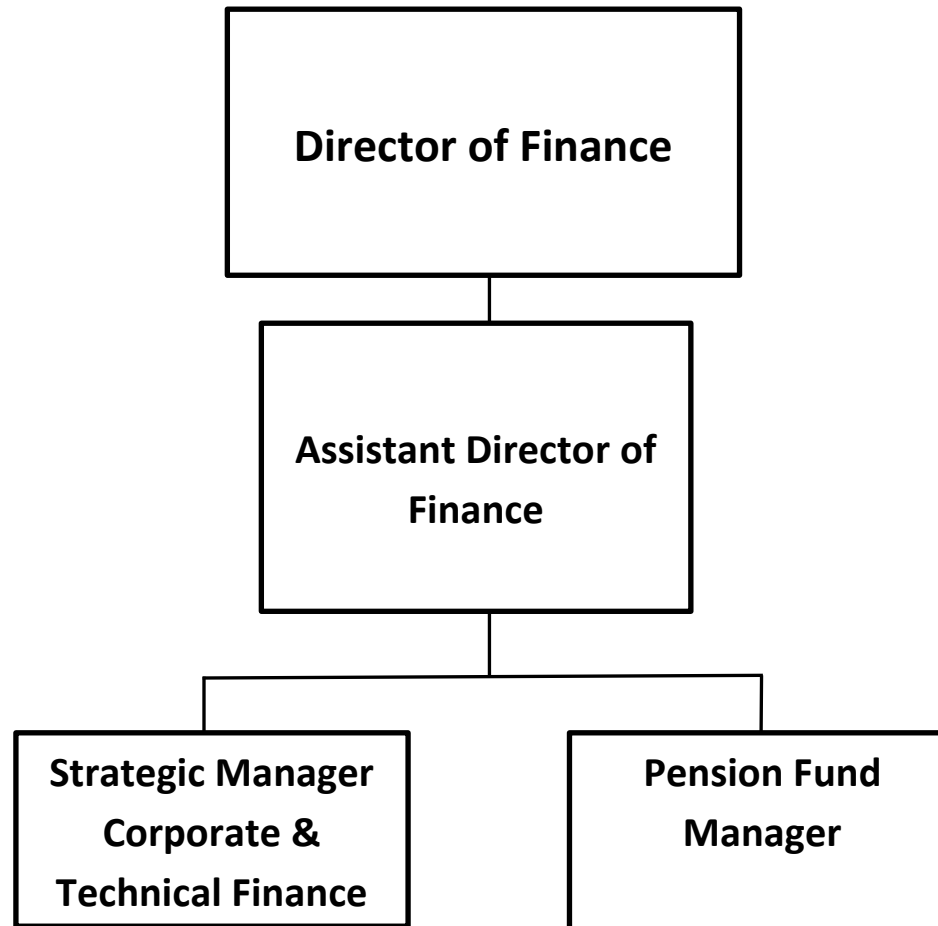 Director of Finance
Assistant Director of
Finance
Strategic Manager
Corporate &
Technical Finance
Pension Fund
Manager